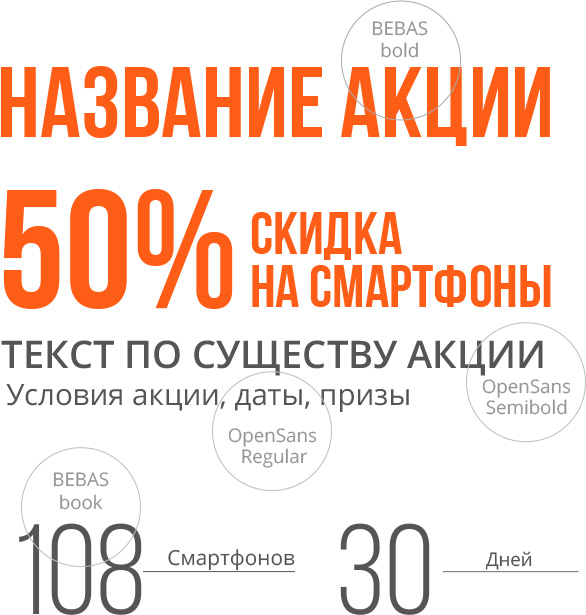 BEBAS
bold
НАЗВАНИЕ АКЦИИ
50% СКИДКА
НА СМАРТФОНЫ
ТЕКСТ ПО СУЩЕСТВУ АКЦИИ
OpenSans
Semibold
Условия акции, даты, призы
OpenSans
Regular
BEBAS
book
108 Смартфонов
30 Дней